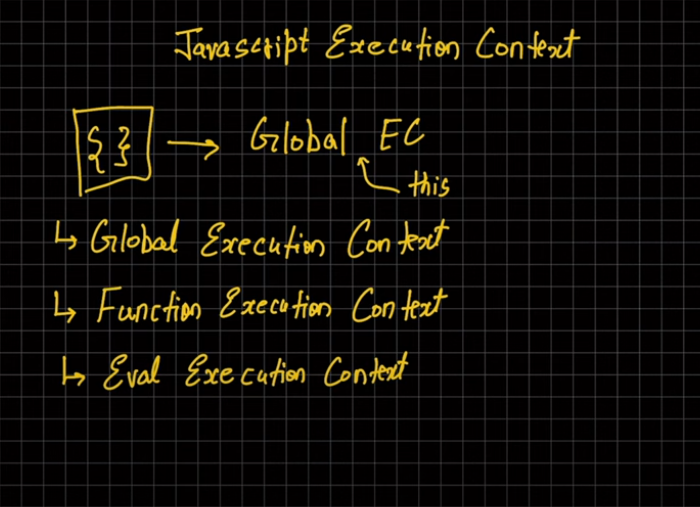 Javascript Execution Context
{ } → Global EC
this
↳ Global Execution Context
↳ Function Execution Context
↳ Eval Execution Context